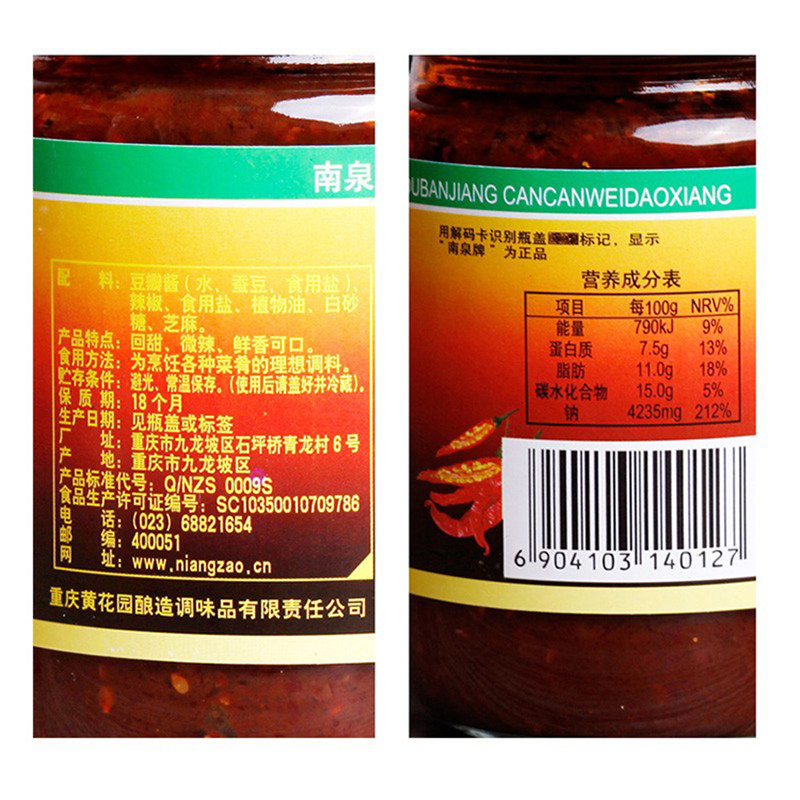 南泉
配 料：豆瓣酱（水、蚕豆、食用盐）、
辣椒、食用盐、植物油、白砂
糖、芝麻。
产品特点：回甜、微辣、鲜香可口。
食用方法：为烹饪各种菜肴的理想调料。
贮存条件：避光、常温保存。（使用后请盖好并冷藏）。
保 质 期：18个月
生产日期：见瓶盖或标签
厂 址：重庆市九龙坡区石坪桥青龙村6号
产 地：重庆市九龙坡区
产品标准代号：Q/NZS 0009S
食品生产许可证编号：SC10350010709786
电 话：(023) 68821654
邮 编：400051
网 址：www.niangzao.cn
重庆黄花园酿造调味品有限责任公司
UBANJIANG CANCANWEIDAOXIANG
用解码卡识别瓶盖 标记，显示
“南泉牌”为正品
营养成分表
项目 每100g NRV%
能量 790kJ 9%
蛋白质 7.5g 13%
脂肪 11.0g 18%
碳水化合物 15.0g 5%
钠 4235mg 212%
6 904103 140127